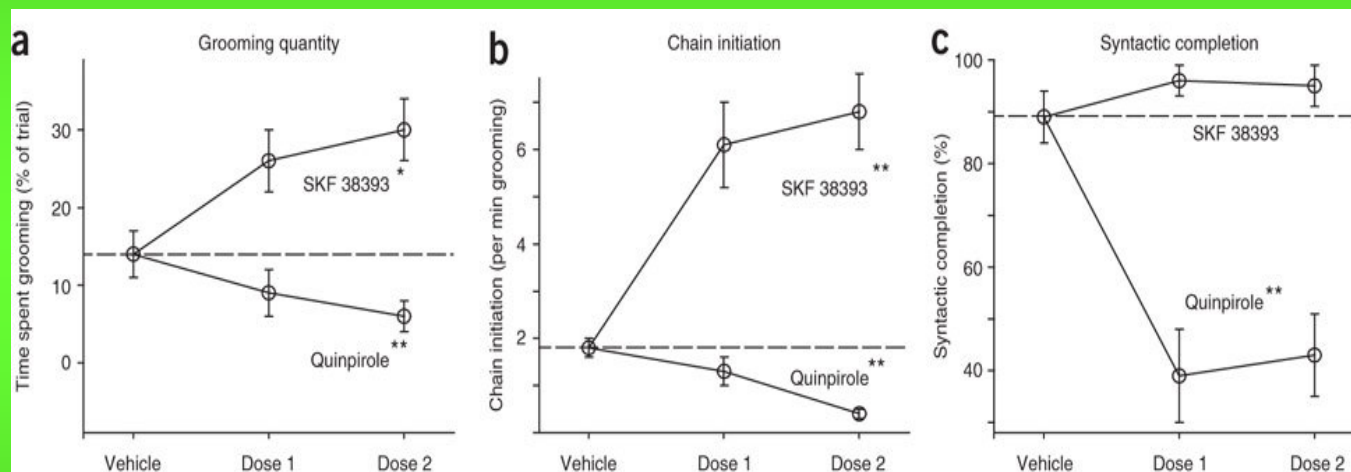 a
Grooming quantity
Time spent grooming (% of trial)
30
20
10
0
SKF 38393 *
Quinpirole **
Vehicle
Dose 1
Dose 2
b
Chain initiation
Chain initiation (per min grooming)
6
4
2
SKF 38393 **
Quinpirole **
Vehicle
Dose 1
Dose 2
c
Syntactic completion
Syntactic completion (%)
100
80
60
40
SKF 38393
Quinpirole **
Vehicle
Dose 1
Dose 2